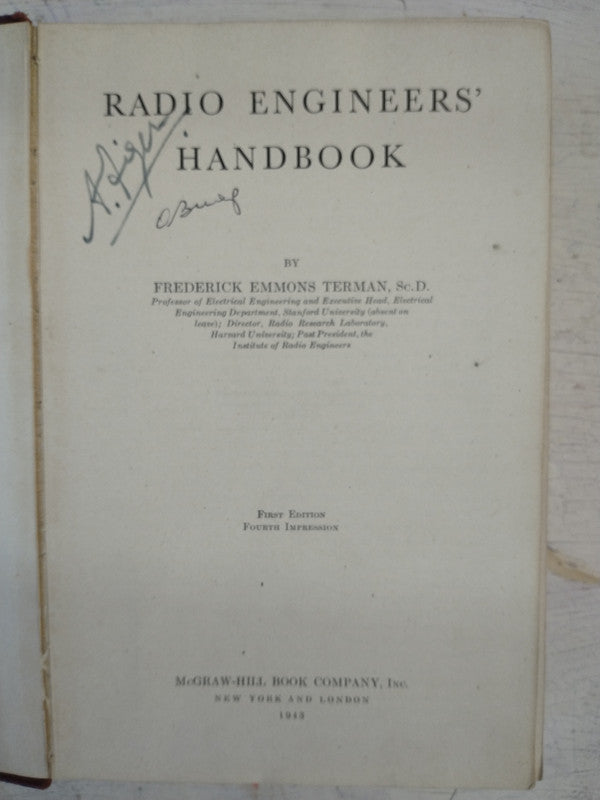 RADIO ENGINEERS'
HANDBOOK
BY
FREDERICK EMMONS TERMAN, Sc.D.
Professor of Electrical Engineering and Executive Head, Electrical
Engineering Department, Stanford University (absent on
leave); Director, Radio Research Laboratory,
Harvard University; Past President, the
Institute of Radio Engineers
First Edition
Fourth Impression
McGRAW-HILL BOOK COMPANY, Inc.
NEW YORK AND LONDON
1943